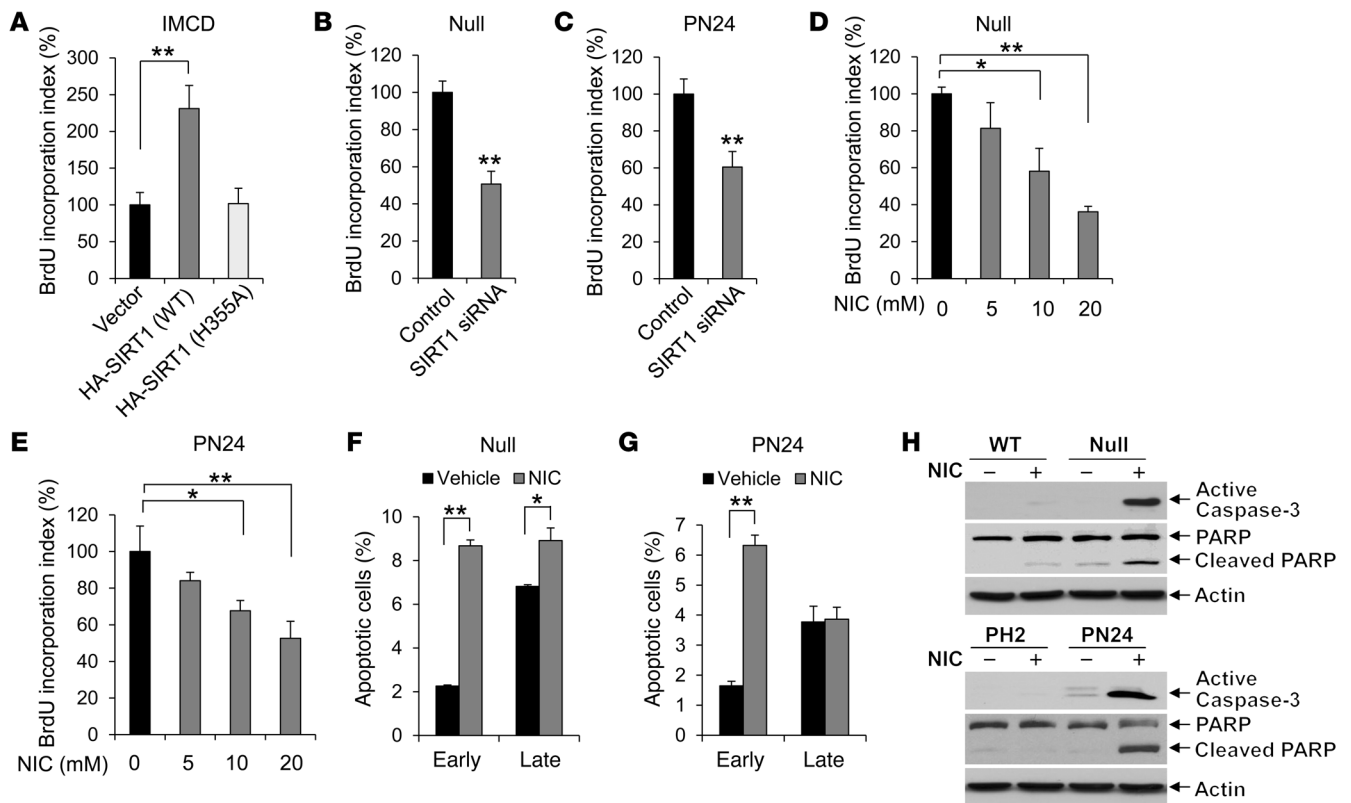 A
IMCD
BrdU incorporation index (%)
300
250
200
150
100
50
0
**
Vector
HA-SIRT1 (WT)
HA-SIRT1 (H355A)
B
Null
BrdU incorporation index (%)
120
100
80
60
40
20
0
**
Control
SIRT1 siRNA
C
PN24
BrdU incorporation index (%)
120
100
80
60
40
20
0
**
Control
SIRT1 siRNA
D
Null
BrdU incorporation index (%)
120
100
80
60
40
20
0
**
*
NIC (mM) 0 5 10 20
E
PN24
BrdU incorporation index (%)
120
100
80
60
40
20
0
**
*
NIC (mM) 0 5 10 20
F
Null
Vehicle NIC
Apoptotic cells (%)
10
8
6
4
2
0
** *
Early Late
G
PN24
Vehicle NIC
Apoptotic cells (%)
7
6
5
4
3
2
1
0
**
Early Late
H
WT Null
NIC − + − +
Active
Caspase-3
PARP
Cleaved PARP
Actin
PH2 PN24
NIC − + − +
Active
Caspase-3
PARP
Cleaved PARP
Actin